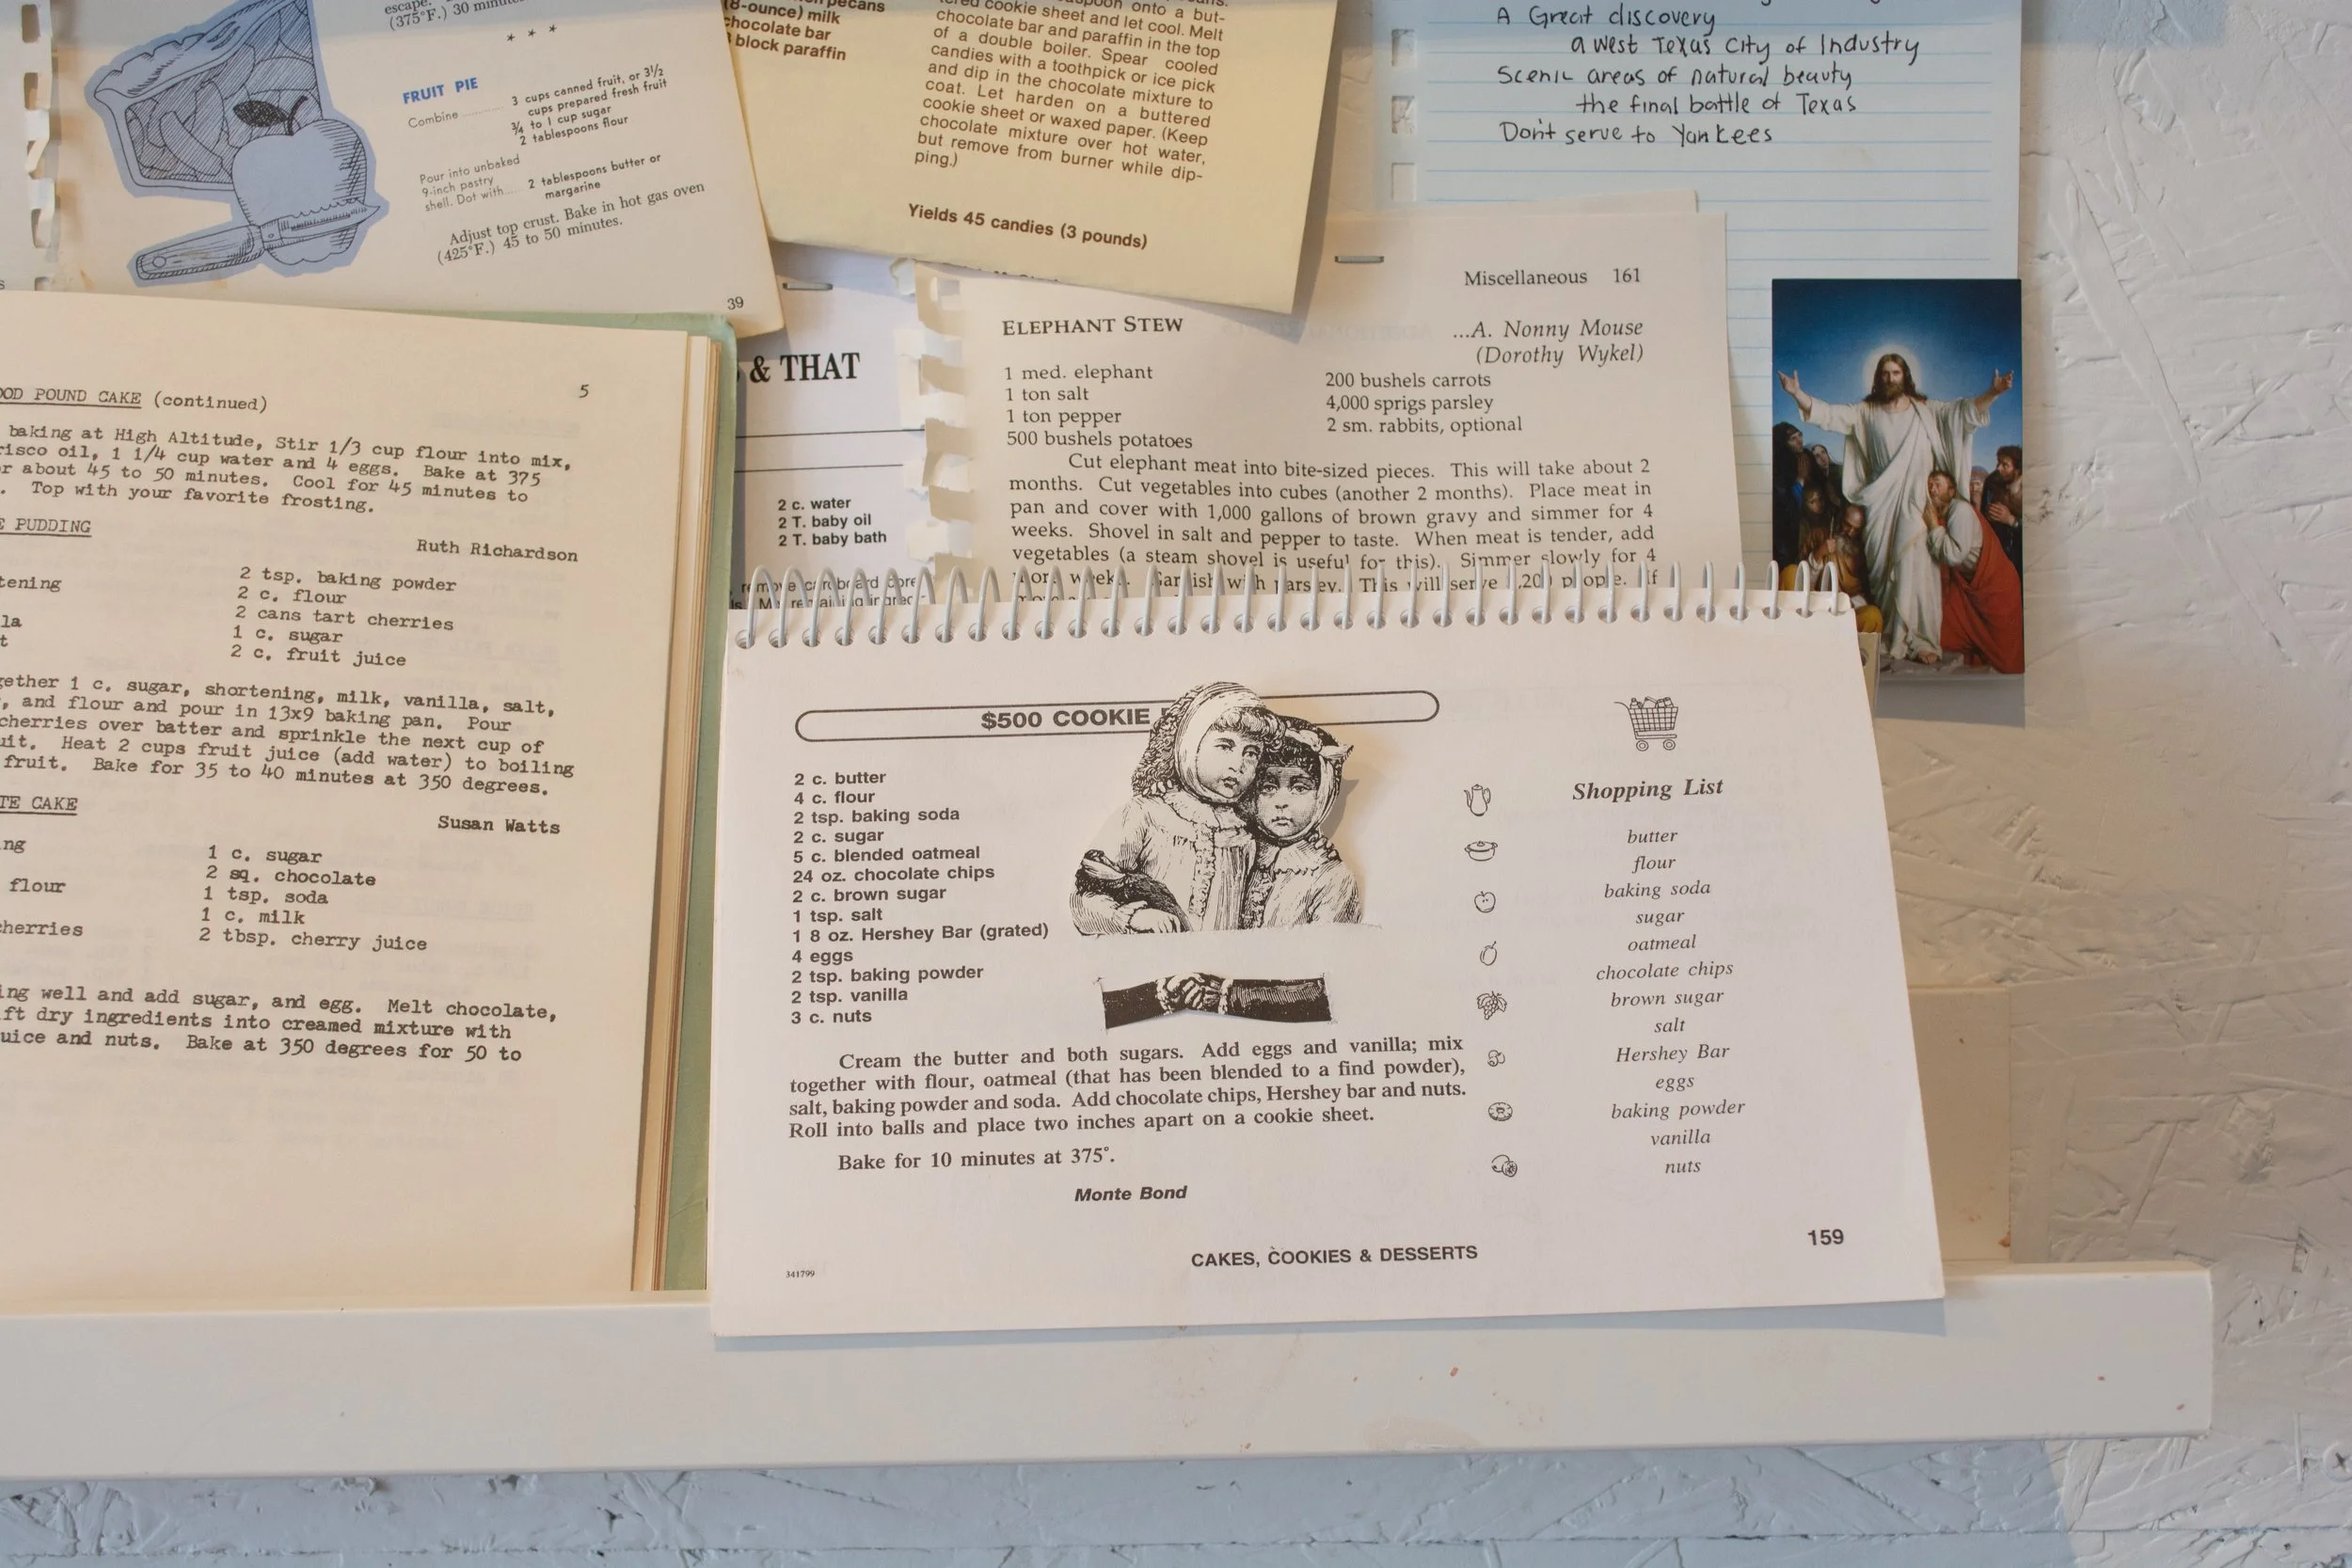 (375°F.) 30
* * *
FRUIT PIE
Combine
3 cups canned fruit, or 3½
cups prepared fresh fruit
¾ to 1 cup sugar
2 tablespoons flour
Pour into unbaked
9-inch pastry
shell. Dot with
2 tablespoons butter or
margarine
Adjust top crust. Bake in hot gas oven
(425°F.) 45 to 50 minutes.
39
pecans
(8-ounce) milk
chocolate bar
block paraffin
onto a but-
cookie sheet and let cool. Melt
chocolate bar and paraffin in the top
of a double boiler. Spear cooled
candies with a toothpick or ice pick
and dip in the chocolate mixture to
coat. Let harden on a buttered
cookie sheet or waxed paper. (Keep
chocolate mixture over hot water,
but remove from burner while dip-
ping.)
Yields 45 candies (3 pounds)
A Great discovery
a west Texas City of Industry
Scenic areas of natural beauty
the final battle of Texas
Don't serve to Yankees
POUND CAKE (continued)
5
baking at High Altitude, Stir 1/3 cup flour into mix,
oil, 1 1/4 cup water and 4 eggs. Bake at 375
about 45 to 50 minutes. Cool for 45 minutes to
. Top with your favorite frosting.
PUDDING
Ruth Richardson
2 tsp. baking powder
2 c. flour
2 cans tart cherries
1 c. sugar
2 c. fruit juice
1 c. sugar, shortening, milk, vanilla, salt,
, and flour and pour in 13x9 baking pan. Pour
cherries over batter and sprinkle the next cup of
Heat 2 cups fruit juice (add water) to boiling
fruit. Bake for 35 to 40 minutes at 350 degrees.
CAKE
Susan Watts
flour
cherries
1 c. sugar
2 sq. chocolate
1 tsp. soda
1 c. milk
2 tbsp. cherry juice
well and add sugar, and egg. Melt chocolate,
dry ingredients into creamed mixture with
juice and nuts. Bake at 350 degrees for 50 to
& THAT
2 c. water
2 T. baby oil
2 T. baby bath
remove cardboard core
Miscellaneous 161
ELEPHANT STEW
...A. Nonny Mouse
(Dorothy Wykel)
1 med. elephant
1 ton salt
1 ton pepper
500 bushels potatoes
200 bushels carrots
4,000 sprigs parsley
2 sm. rabbits, optional
Cut elephant meat into bite-sized pieces. This will take about 2
months. Cut vegetables into cubes (another 2 months). Place meat in
pan and cover with 1,000 gallons of brown gravy and simmer for 4
weeks. Shovel in salt and pepper to taste. When meat is tender, add
vegetables (a steam shovel is useful for this). Simmer slowly for 4
more weeks. Garnish with parsley. This will serve people. If
$500 COOKIE
2 c. butter
4 c. flour
2 tsp. baking soda
2 c. sugar
5 c. blended oatmeal
24 oz. chocolate chips
2 c. brown sugar
1 tsp. salt
1 8 oz. Hershey Bar (grated)
4 eggs
2 tsp. baking powder
2 tsp. vanilla
3 c. nuts
Cream the butter and both sugars. Add eggs and vanilla; mix
together with flour, oatmeal (that has been blended to a find powder),
salt, baking powder and soda. Add chocolate chips, Hershey bar and nuts.
Roll into balls and place two inches apart on a cookie sheet.
Bake for 10 minutes at 375°.
Monte Bond
Shopping List
butter
flour
baking soda
sugar
oatmeal
chocolate chips
brown sugar
salt
Hershey Bar
eggs
baking powder
vanilla
nuts
341799
CAKES, COOKIES & DESSERTS
159